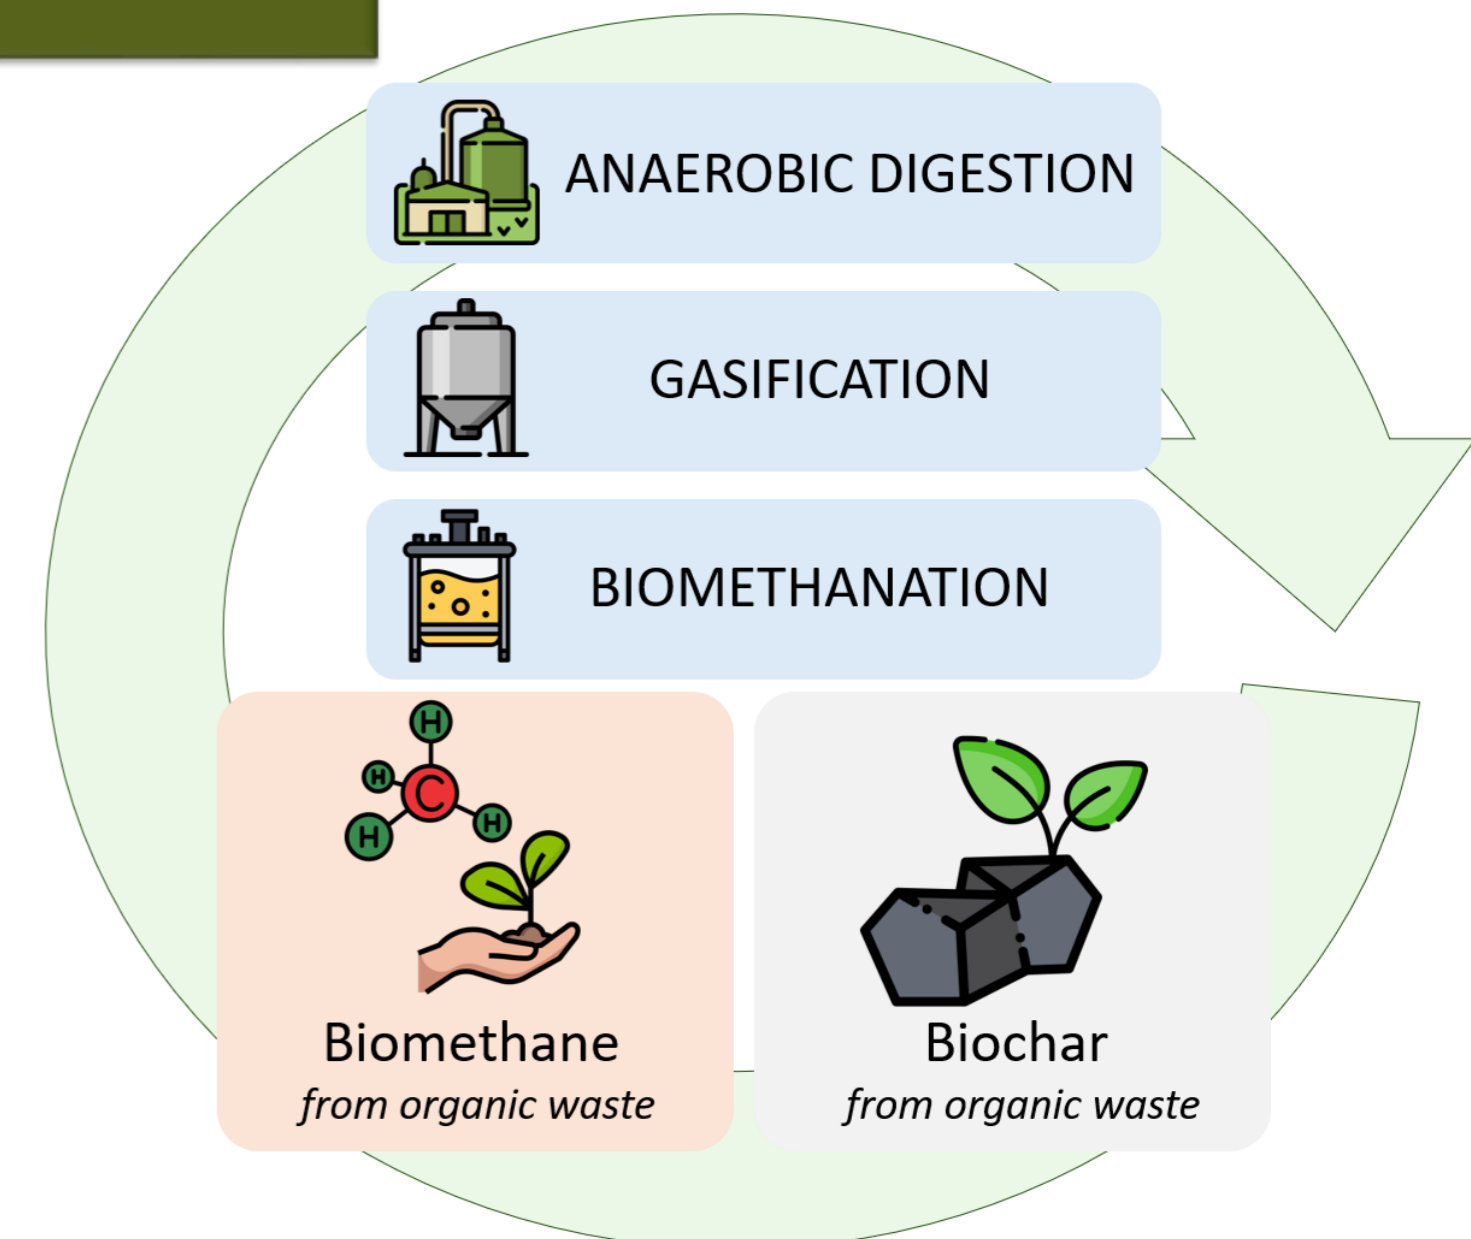 ANAEROBIC DIGESTION
GASIFICATION
BIOMETHANATION
H
H
C
H
H
Biomethane
from organic waste
Biochar
from organic waste